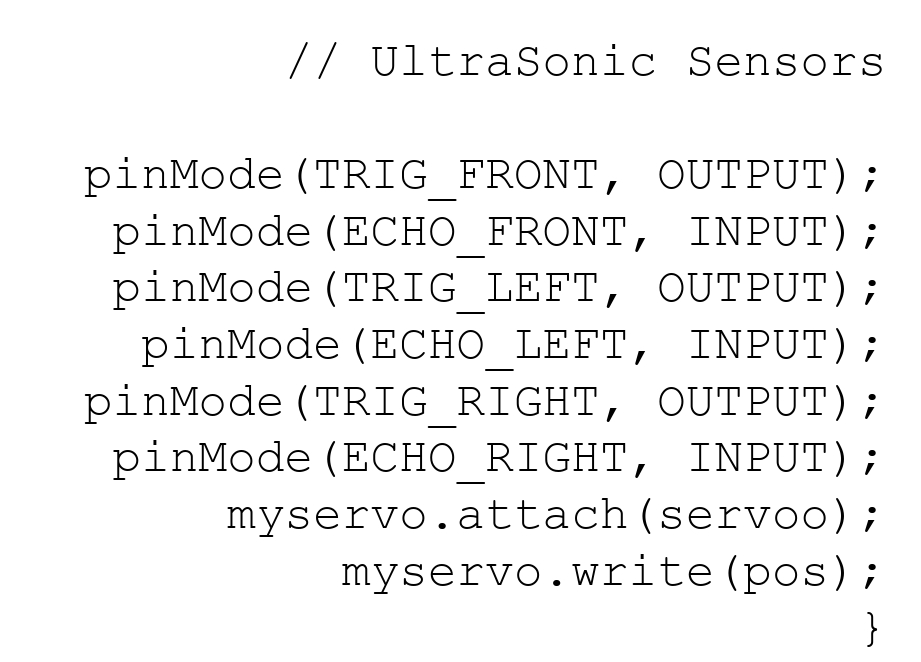 // UltraSonic Sensors
pinMode(TRIG_FRONT, OUTPUT);
pinMode(ECHO_FRONT, INPUT);
pinMode(TRIG_LEFT, OUTPUT);
pinMode(ECHO_LEFT, INPUT);
pinMode(TRIG_RIGHT, OUTPUT);
pinMode(ECHO_RIGHT, INPUT);
myservo.attach(servoo);
myservo.write(pos);
}